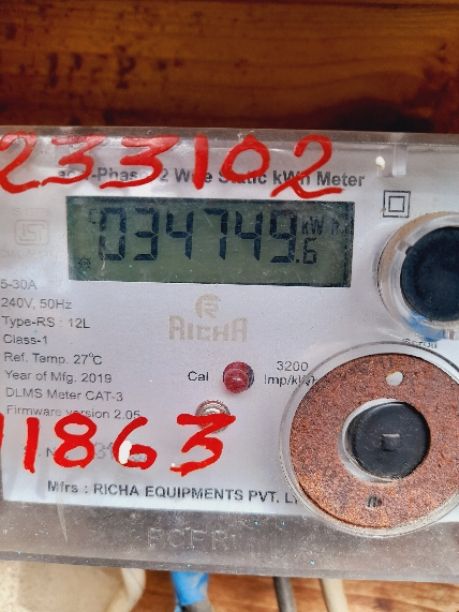 233102
2 Wire Static kWh Meter
034749.6 kWh
5-30A
240V, 50Hz
Type-RS : 12L
Class-1
Ref. Temp. 27°C
Year of Mfg. 2019
DLMS Meter CAT-3
Firmware version 2.05
RICHA
Cal
3200
Imp/kWh
11863
Mfrs : RICHA EQUIPMENTS PVT.